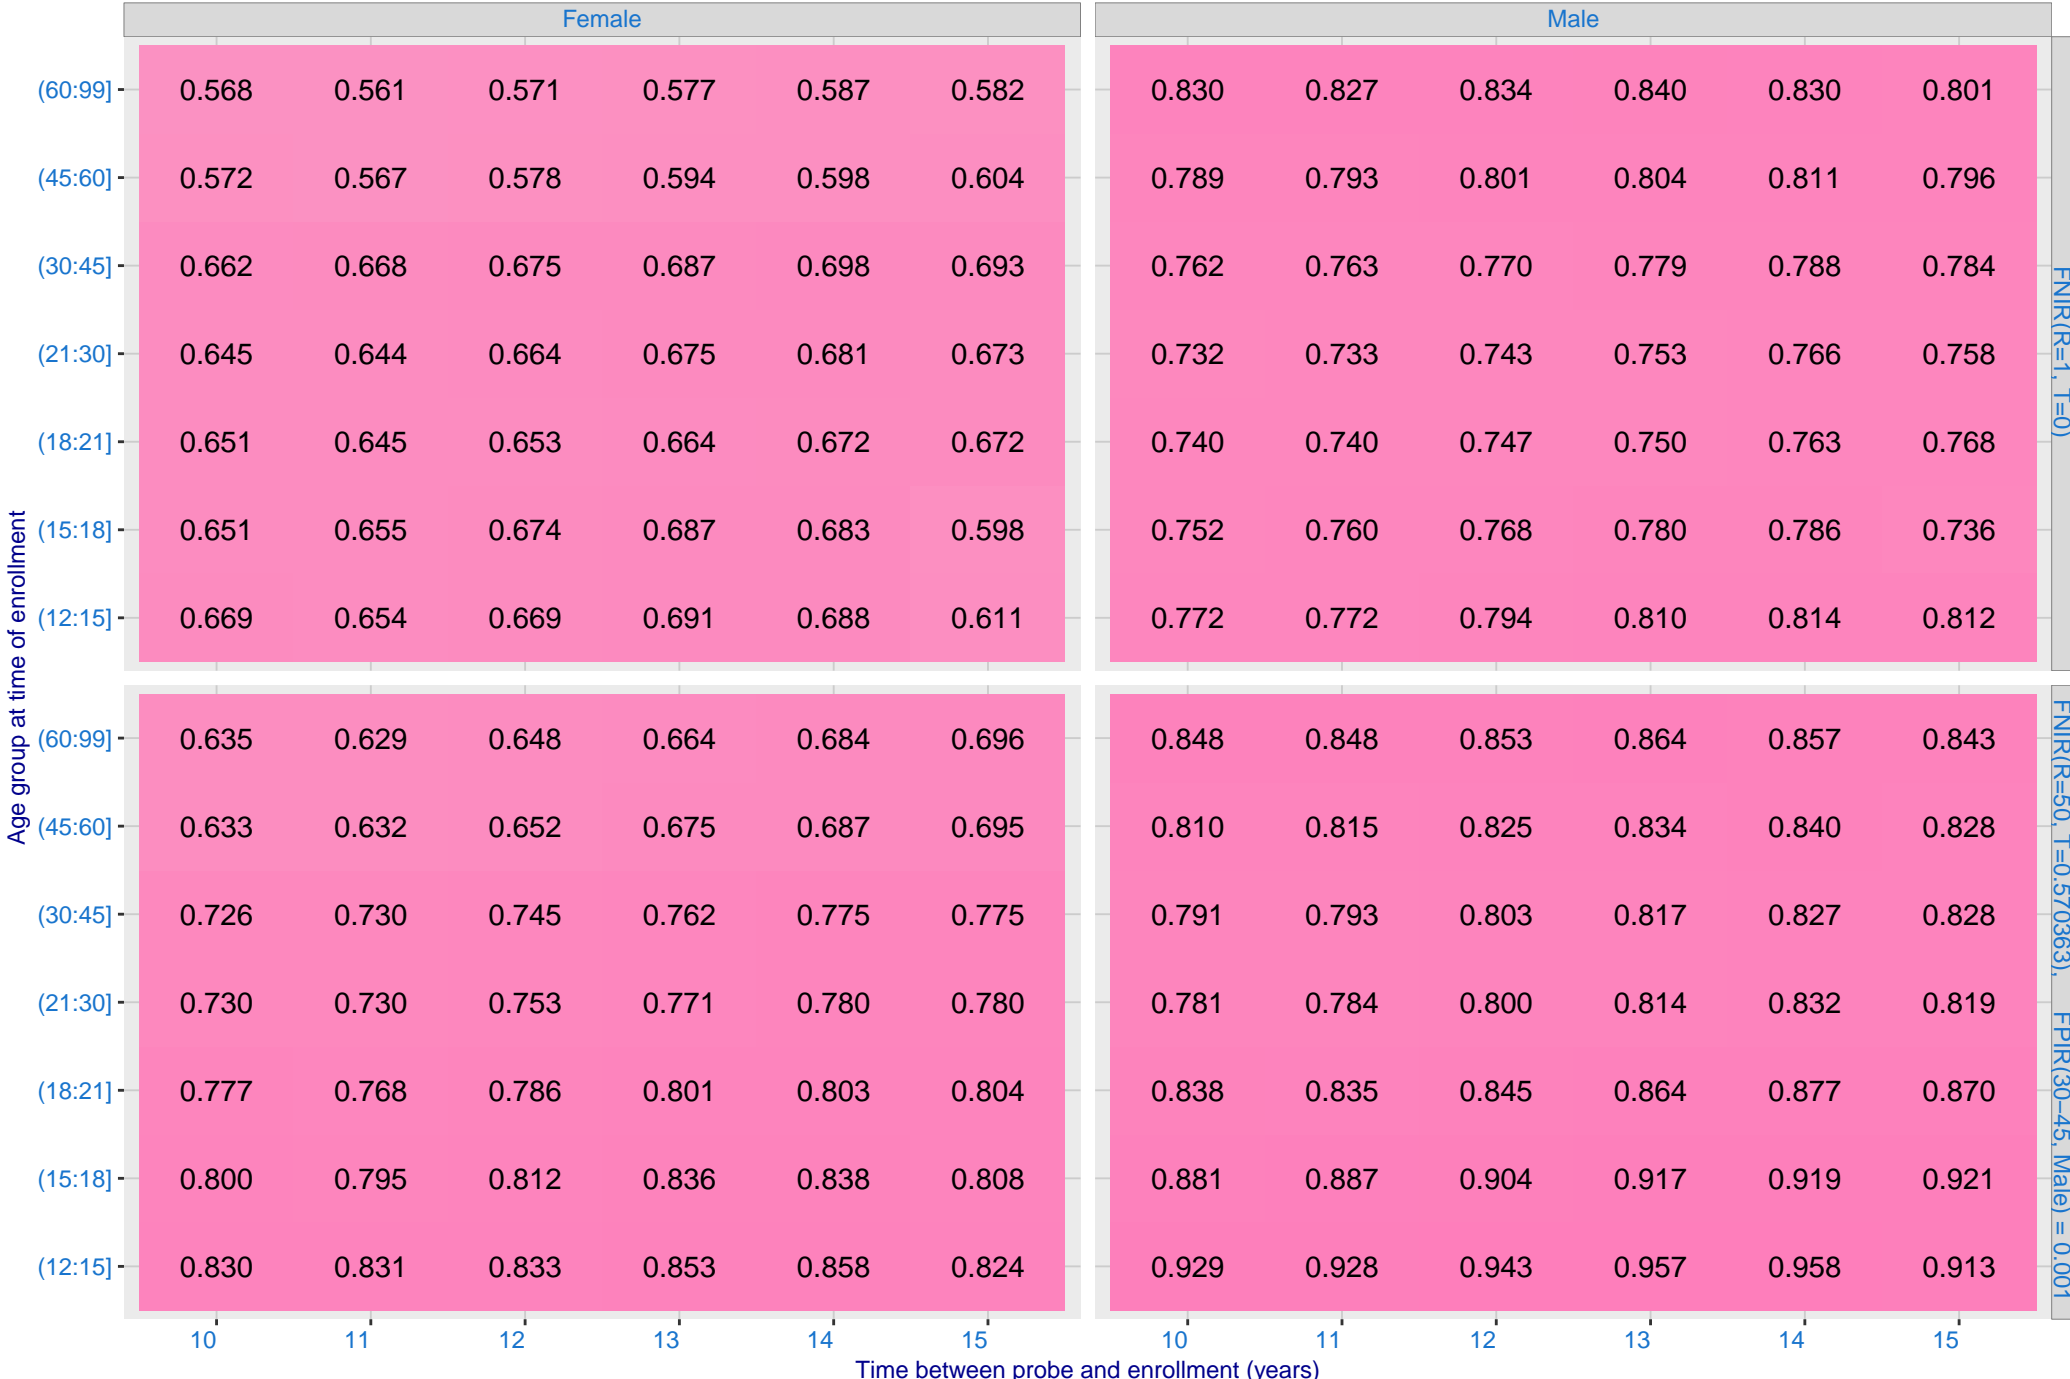 Female Male
(60:99] 0.568 0.561 0.571 0.577 0.587 0.582 0.830 0.827 0.834 0.840 0.830 0.801
(45:60] 0.572 0.567 0.578 0.594 0.598 0.604 0.789 0.793 0.801 0.804 0.811 0.796
(30:45] 0.662 0.668 0.675 0.687 0.698 0.693 0.762 0.763 0.770 0.779 0.788 0.784
(21:30] 0.645 0.644 0.664 0.675 0.681 0.673 0.732 0.733 0.743 0.753 0.766 0.758
(18:21] 0.651 0.645 0.653 0.664 0.672 0.672 0.740 0.740 0.747 0.750 0.763 0.768
(15:18] 0.651 0.655 0.674 0.687 0.683 0.598 0.752 0.760 0.768 0.780 0.786 0.736
(12:15] 0.669 0.654 0.669 0.691 0.688 0.611 0.772 0.772 0.794 0.810 0.814 0.812
FNIR(R=1, T=0)
(60:99] 0.635 0.629 0.648 0.664 0.684 0.696 0.848 0.848 0.853 0.864 0.857 0.843
(45:60] 0.633 0.632 0.652 0.675 0.687 0.695 0.810 0.815 0.825 0.834 0.840 0.828
(30:45] 0.726 0.730 0.745 0.762 0.775 0.775 0.791 0.793 0.803 0.817 0.827 0.828
(21:30] 0.730 0.730 0.753 0.771 0.780 0.780 0.781 0.784 0.800 0.814 0.832 0.819
(18:21] 0.777 0.768 0.786 0.801 0.803 0.804 0.838 0.835 0.845 0.864 0.877 0.870
(15:18] 0.800 0.795 0.812 0.836 0.838 0.808 0.881 0.887 0.904 0.917 0.919 0.921
(12:15] 0.830 0.831 0.833 0.853 0.858 0.824 0.929 0.928 0.943 0.957 0.958 0.913
FNIR(R=50, T=0.570363), FPIR(30−45, Male) = 0.001
10 11 12 13 14 15 10 11 12 13 14 15
Time between probe and enrollment (years)
Age group at time of enrollment